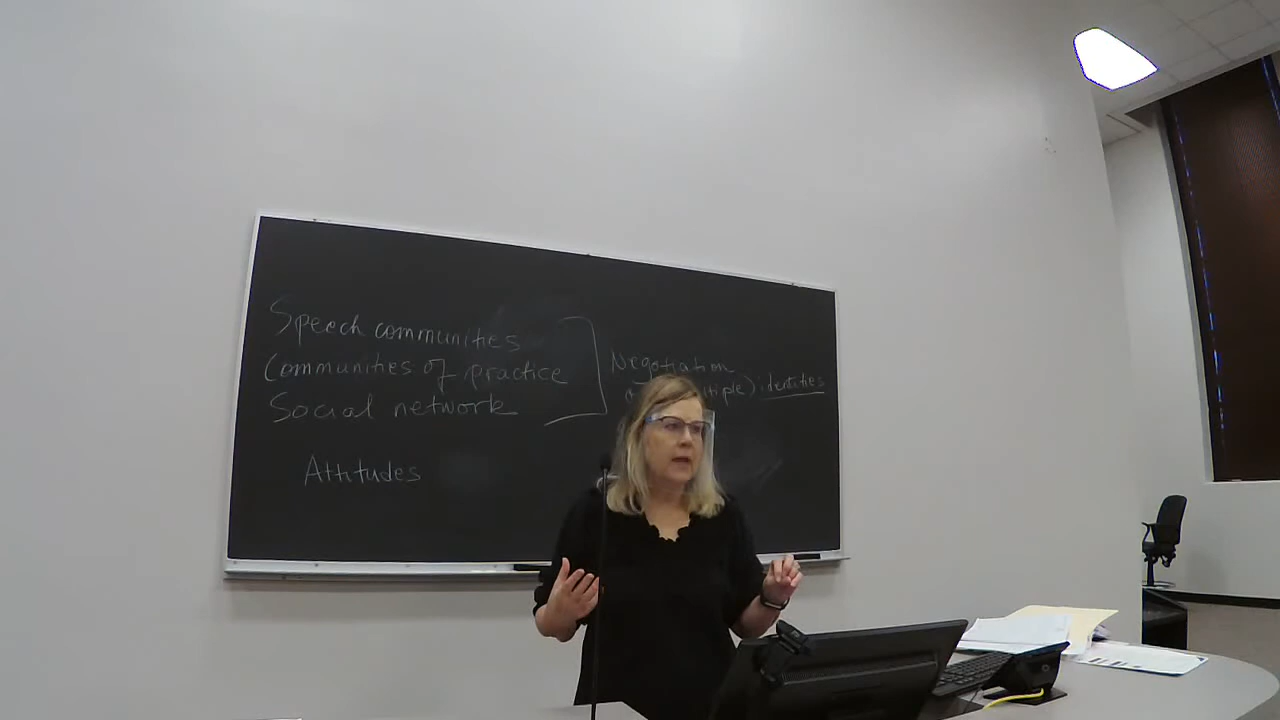 Speech communities
Communities of practice
Social network
Attitudes
Negotiation
identities